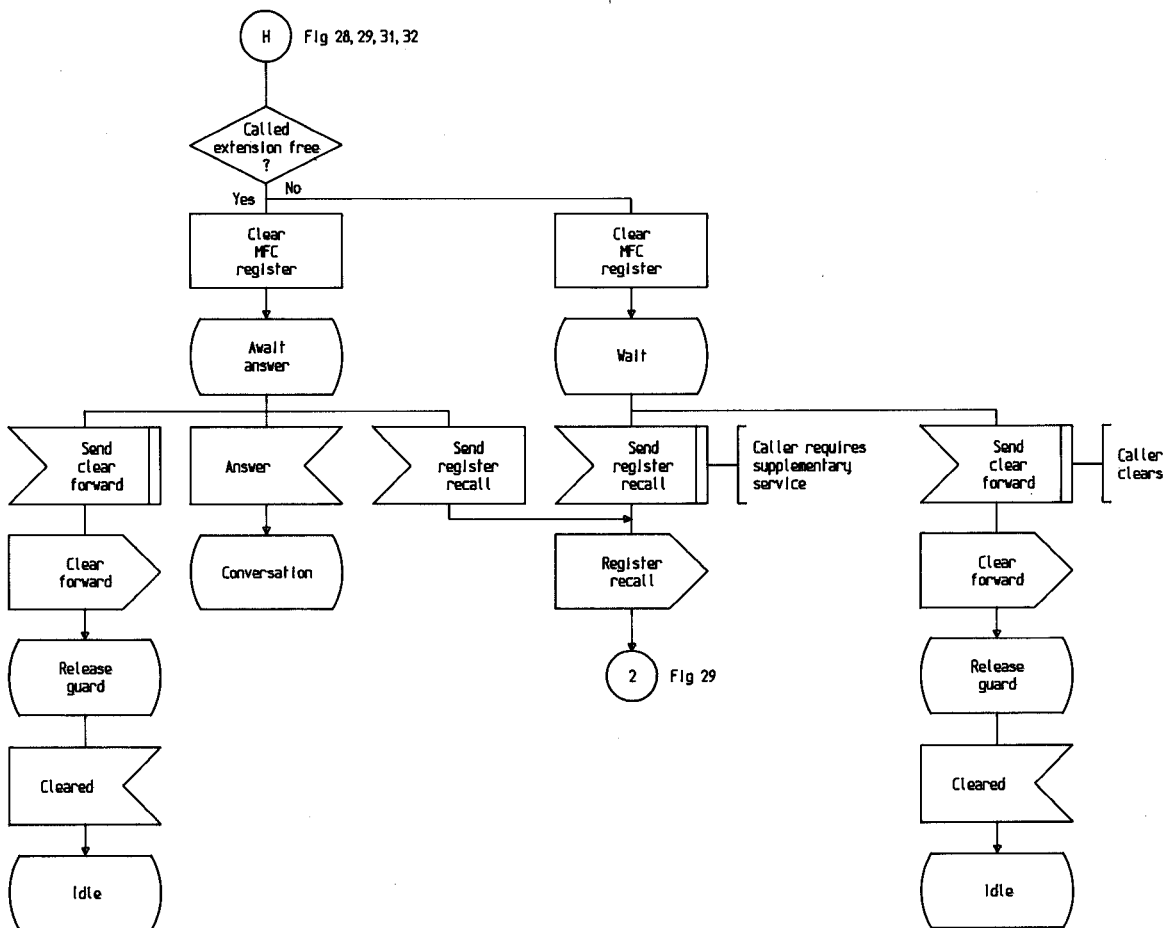 H
Fig 28, 29, 31, 32
Called
extension free
?
Yes
No
Clear
MFC
register
Clear
MFC
register
Await
answer
Wait
Send
clear
forward
Answer
Send
register
recall
Send
register
recall
Caller requires
supplementary
service
Send
clear
forward
Caller
clears
Clear
forward
Conversation
Register
recall
Clear
forward
Release
guard
2
Fig 29
Release
guard
Cleared
Cleared
Idle
Idle